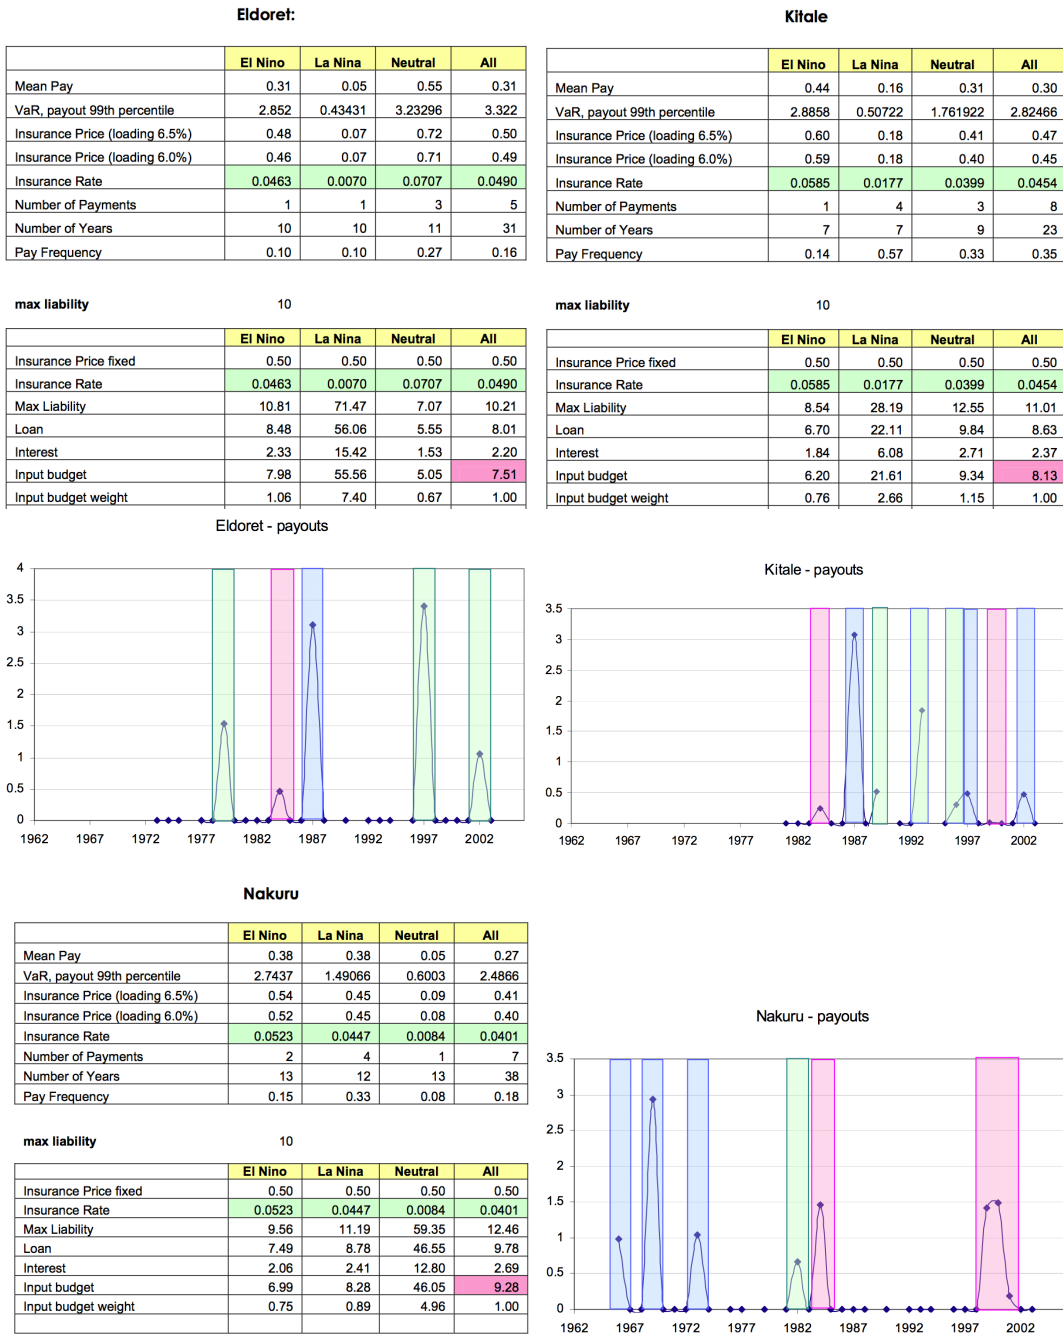 Eldoret:
El Nino La Nina Neutral All
Mean Pay 0.31 0.05 0.55 0.31
VaR, payout 99th percentile 2.852 0.43431 3.23296 3.322
Insurance Price (loading 6.5%) 0.48 0.07 0.72 0.50
Insurance Price (loading 6.0%) 0.46 0.07 0.71 0.49
Insurance Rate 0.0463 0.0070 0.0707 0.0490
Number of Payments 1 1 3 5
Number of Years 10 10 11 31
Pay Frequency 0.10 0.10 0.27 0.16
max liability 10
El Nino La Nina Neutral All
Insurance Price fixed 0.50 0.50 0.50 0.50
Insurance Rate 0.0463 0.0070 0.0707 0.0490
Max Liability 10.81 71.47 7.07 10.21
Loan 8.48 56.06 5.55 8.01
Interest 2.33 15.42 1.53 2.20
Input budget 7.98 55.56 5.05 7.51
Input budget weight 1.06 7.40 0.67 1.00
Kitale
El Nino La Nina Neutral All
Mean Pay 0.44 0.16 0.31 0.30
VaR, payout 99th percentile 2.8858 0.50722 1.761922 2.82466
Insurance Price (loading 6.5%) 0.60 0.18 0.41 0.47
Insurance Price (loading 6.0%) 0.59 0.18 0.40 0.45
Insurance Rate 0.0585 0.0177 0.0399 0.0454
Number of Payments 1 4 3 8
Number of Years 7 7 9 23
Pay Frequency 0.14 0.57 0.33 0.35
max liability 10
El Nino La Nina Neutral All
Insurance Price fixed 0.50 0.50 0.50 0.50
Insurance Rate 0.0585 0.0177 0.0399 0.0454
Max Liability 8.54 28.19 12.55 11.01
Loan 6.70 22.11 9.84 8.63
Interest 1.84 6.08 2.71 2.37
Input budget 6.20 21.61 9.34 8.13
Input budget weight 0.76 2.66 1.15 1.00
Eldoret - payouts
4
3.5
3
2.5
2
1.5
1
0.5
0
1962 1967 1972 1977 1982 1987 1992 1997 2002
Kitale - payouts
3.5
3
2.5
2
1.5
1
0.5
0
1962 1967 1972 1977 1982 1987 1992 1997 2002
Nakuru
El Nino La Nina Neutral All
Mean Pay 0.38 0.38 0.05 0.27
VaR, payout 99th percentile 2.7437 1.49066 0.6003 2.4866
Insurance Price (loading 6.5%) 0.54 0.45 0.09 0.41
Insurance Price (loading 6.0%) 0.52 0.45 0.08 0.40
Insurance Rate 0.0523 0.0447 0.0084 0.0401
Number of Payments 2 4 1 7
Number of Years 13 12 13 38
Pay Frequency 0.15 0.33 0.08 0.18
max liability 10
El Nino La Nina Neutral All
Insurance Price fixed 0.50 0.50 0.50 0.50
Insurance Rate 0.0523 0.0447 0.0084 0.0401
Max Liability 9.56 11.19 59.35 12.46
Loan 7.49 8.78 46.55 9.78
Interest 2.06 2.41 12.80 2.69
Input budget 6.99 8.28 46.05 9.28
Input budget weight 0.75 0.89 4.96 1.00
Nakuru - payouts
3.5
3
2.5
2
1.5
1
0.5
0
1962 1967 1972 1977 1982 1987 1992 1997 2002